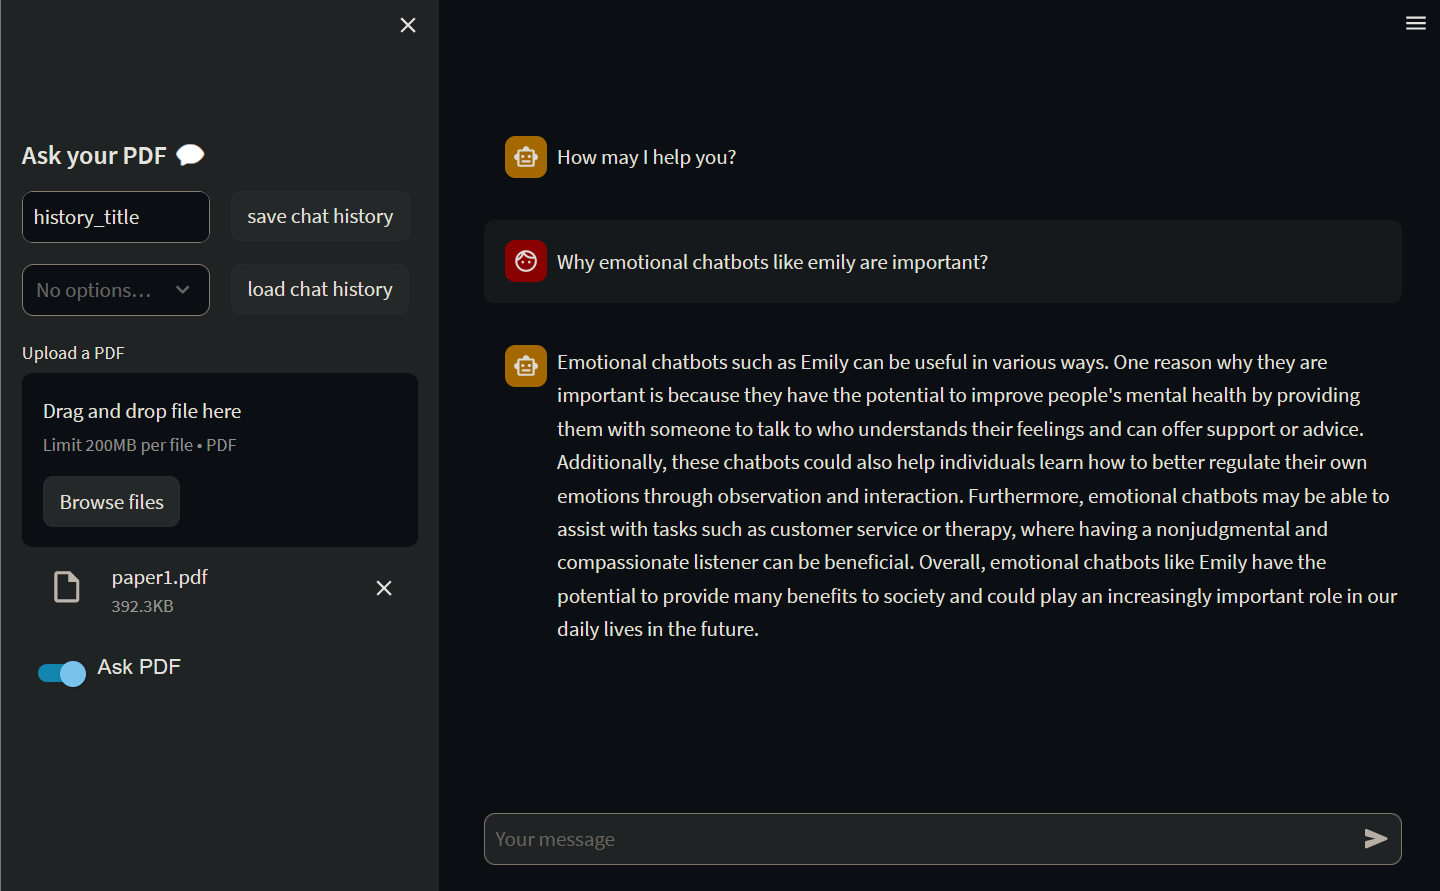 Ask your PDF
history_title
save chat history
No options...
load chat history
Upload a PDF
Drag and drop file here
Limit 200MB per file • PDF
Browse files
paper1.pdf
392.3KB
Ask PDF
How may I help you?
Why emotional chatbots like emily are important?
Emotional chatbots such as Emily can be useful in various ways. One reason why they are
important is because they have the potential to improve people's mental health by providing
them with someone to talk to who understands their feelings and can offer support or advice.
Additionally, these chatbots could also help individuals learn how to better regulate their own
emotions through observation and interaction. Furthermore, emotional chatbots may be able to
assist with tasks such as customer service or therapy, where having a nonjudgmental and
compassionate listener can be beneficial. Overall, emotional chatbots like Emily have the
potential to provide many benefits to society and could play an increasingly important role in our
daily lives in the future.
Your message